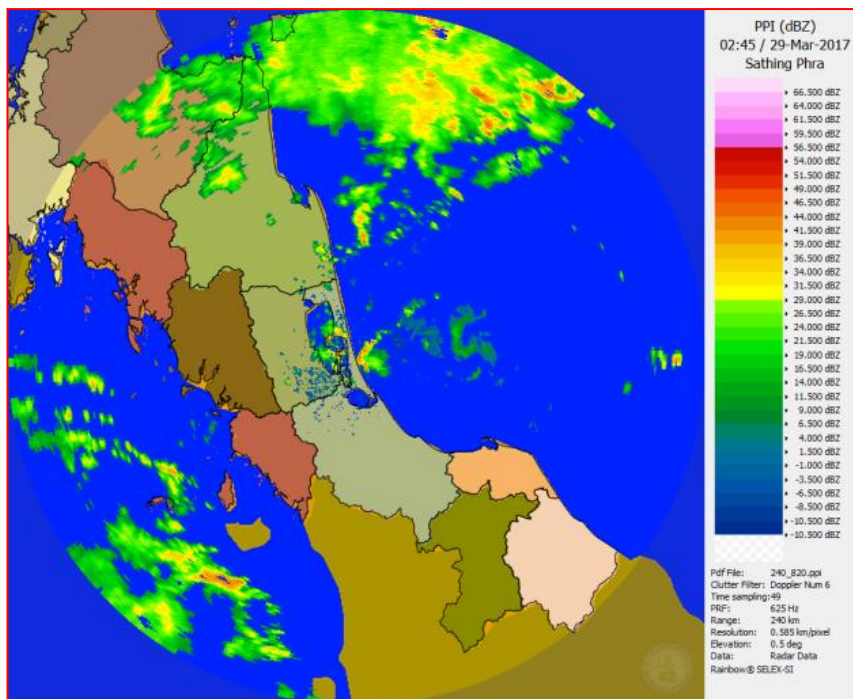 PPI (dBZ)
02:45 / 29-Mar-2017
Sathing Phra
66.500 dBZ
64.000 dBZ
61.500 dBZ
59.500 dBZ
56.500 dBZ
54.000 dBZ
51.500 dBZ
49.000 dBZ
46.500 dBZ
44.000 dBZ
41.500 dBZ
39.000 dBZ
36.500 dBZ
34.000 dBZ
31.500 dBZ
29.000 dBZ
26.500 dBZ
24.000 dBZ
21.500 dBZ
19.000 dBZ
16.500 dBZ
14.000 dBZ
11.500 dBZ
9.000 dBZ
6.500 dBZ
4.000 dBZ
1.500 dBZ
-1.000 dBZ
-3.500 dBZ
-6.500 dBZ
-8.500 dBZ
-10.500 dBZ
-10.500 dBZ
Pdf File: 240_820.ppi
Clutter Filter: Doppler Num 6
Time sampling:49
PRF: 625 Hz
Range: 240 km
Resolution: 0.585 km/pixel
Elevation: 0.5 deg
Data: Radar Data
Rainbow® SELEX-SI